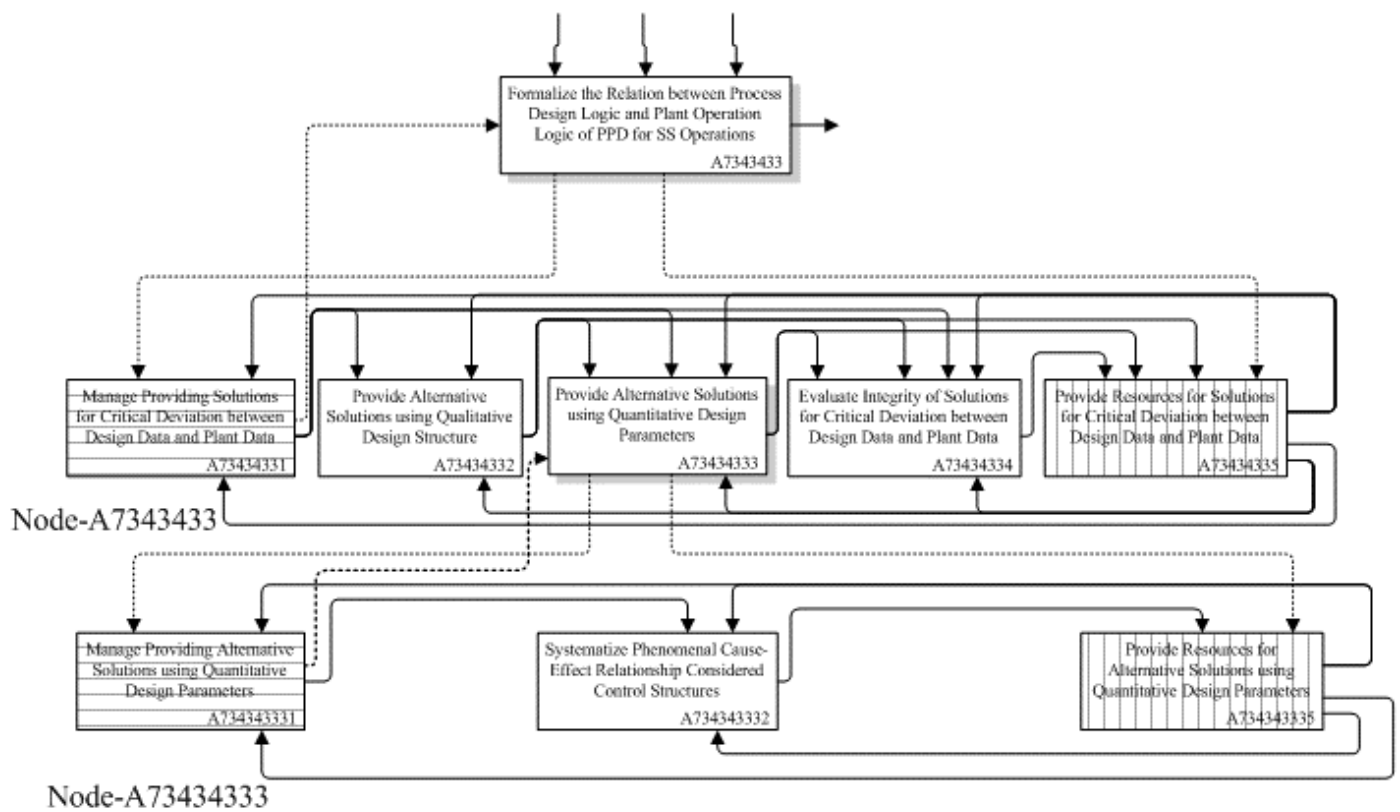 Formalize the Relation between Process
Design Logic and Plant Operation
Logic of PPD for SS Operations
A7343433
Manage Providing Solutions
for Critical Deviation between
Design Data and Plant Data
A73434331
Provide Alternative
Solutions using Qualitative
Design Structure
A73434332
Provide Alternative Solutions
using Quantitative Design
Parameters
A73434333
Evaluate Integrity of Solutions
for Critical Deviation between
Design Data and Plant Data
A73434334
Provide Resources for Solutions
for Critical Deviation between
Design Data and Plant Data
A73434335
Node-A7343433
Manage Providing Alternative
Solutions using Quantitative
Design Parameters
A734343331
Systematize Phenomenal Cause-
Effect Relationship Considered
Control Structures
A734343332
Provide Resources for
Alternative Solutions using
Quantitative Design Parameters
A734343335
Node-A73434333